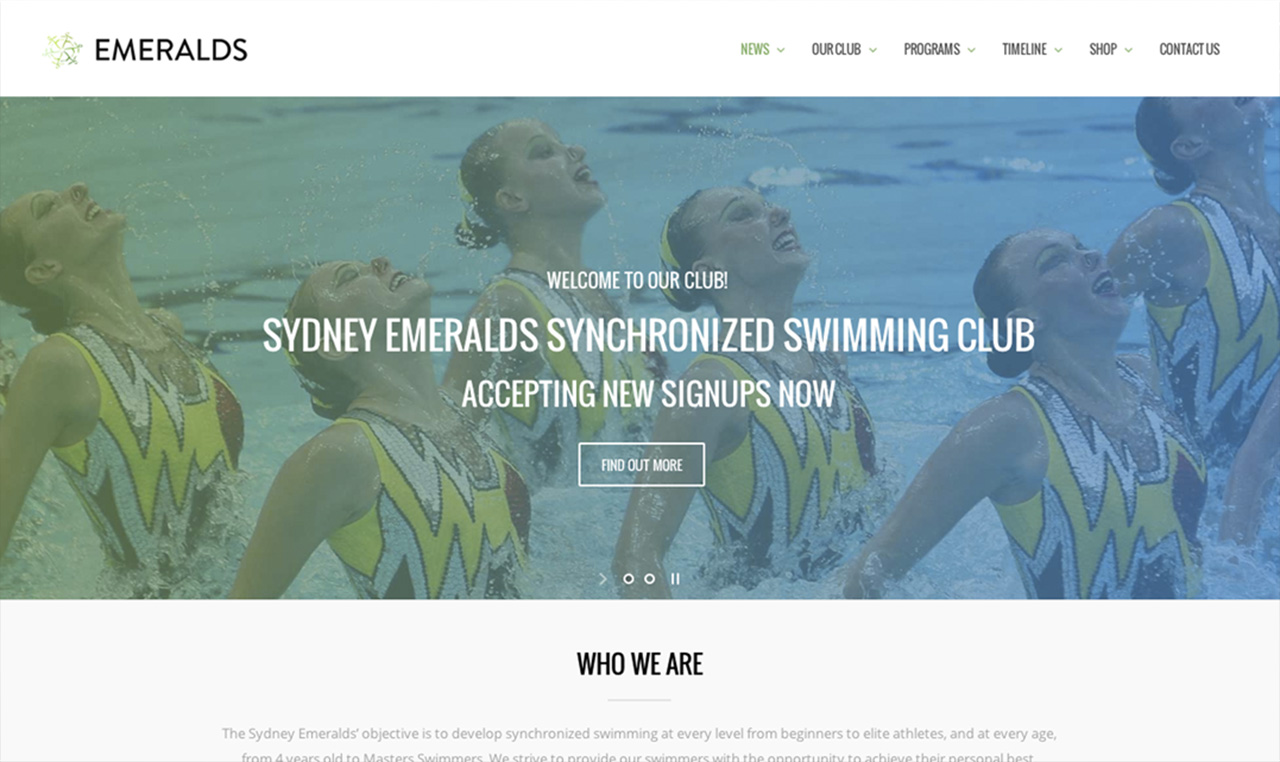 EMERALDS
NEWS OUR CLUB PROGRAMS TIMELINE SHOP CONTACT US
WELCOME TO OUR CLUB!
SYDNEY EMERALDS SYNCHRONIZED SWIMMING CLUB
ACCEPTING NEW SIGNUPS NOW
FIND OUT MORE
WHO WE ARE
The Sydney Emeralds’ objective is to develop synchronized swimming at every level from beginners to elite athletes, and at every age,
from 4 years old to Masters Swimmers. We strive to provide our swimmers with the opportunity to achieve their personal best